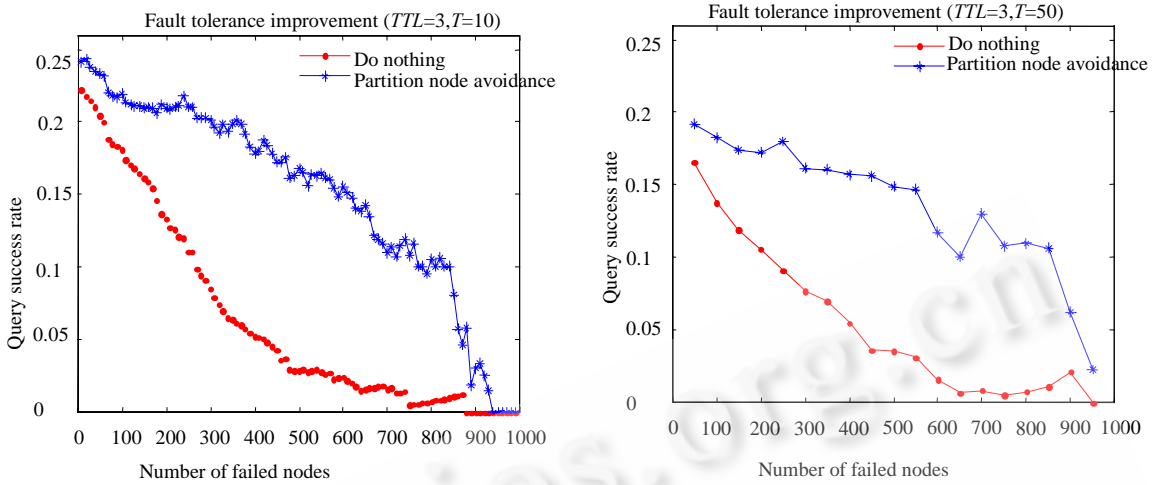 Fault tolerance improvement (TTL=3,T=10)
Do nothing
Partition node avoidance
0.25
0.2
0.15
0.1
0.05
0
Query success rate
0 100 200 300 400 500 600 700 800 900 1000
Number of failed nodes
Fault tolerance improvement (TTL=3,T=50)
Do nothing
Partition node avoidance
0.25
0.2
0.15
0.1
0.05
0
Query success rate
0 100 200 300 400 500 600 700 800 900 1000
Number of failed nodes
.org.cn